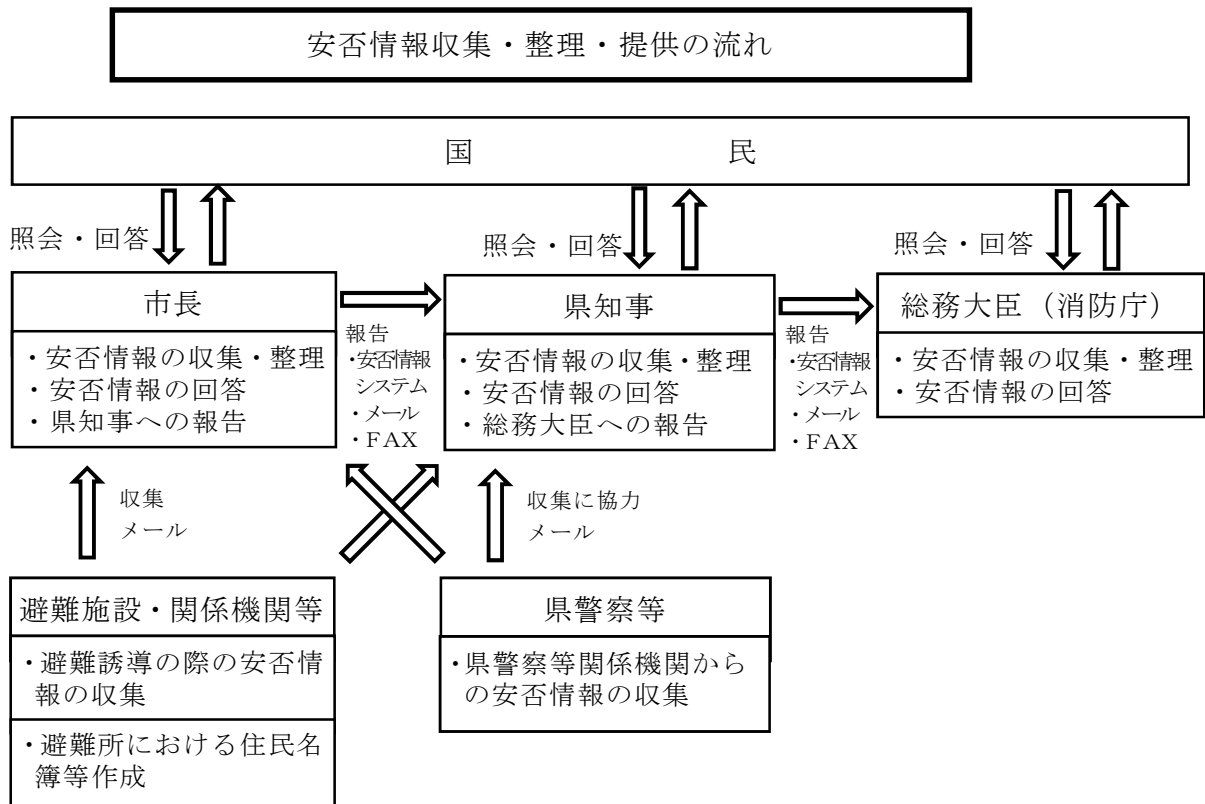 安否情報収集・整理・提供の流れ
国　民
照会・回答
照会・回答
照会・回答
市長
・安否情報の収集・整理
・安否情報の回答
・県知事への報告
報告
・安否情報
システム
・メール
・FAX
県知事
・安否情報の収集・整理
・安否情報の回答
・総務大臣への報告
報告
・安否情報
システム
・メール
・FAX
総務大臣（消防庁）
・安否情報の収集・整理
・安否情報の回答
収集
メール
収集に協力
メール
避難施設・関係機関等
・避難誘導の際の安否情
報の収集
・避難所における住民名
簿等作成
県警察等
・県警察等関係機関から
の安否情報の収集